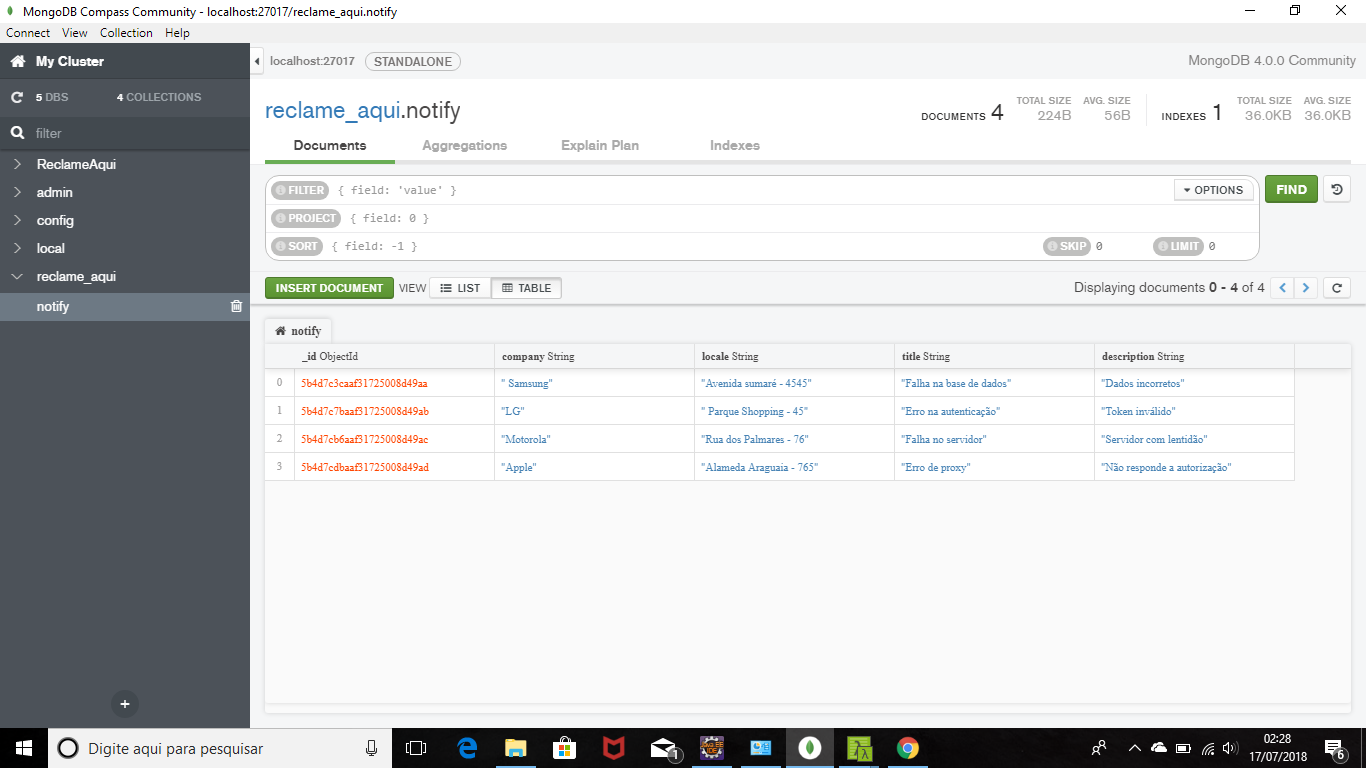 MongoDB Compass Community - localhost:27017/reclame_aqui.notify
Connect View Collection Help
My Cluster
localhost:27017 STANDALONE MongoDB 4.0.0 Community
5 DBS 4 COLLECTIONS
filter
reclame_aqui.notify
DOCUMENTS 4 TOTAL SIZE 224B AVG. SIZE 56B INDEXES 1 TOTAL SIZE 36.0KB AVG. SIZE 36.0KB
Documents Aggregations Explain Plan Indexes
ReclameAqui
admin
config
local
reclame_aqui
notify
FILTER { field: 'value' } OPTIONS FIND
PROJECT { field: 0 }
SORT { field: -1 } SKIP 0 LIMIT 0
INSERT DOCUMENT VIEW LIST TABLE Displaying documents 0 - 4 of 4
notify
_id ObjectId company String locale String title String description String
0 5b4d7c3caaf31725008d49aa " Samsung" "Avenida sumaré - 4545" "Falha na base de dados" "Dados incorretos"
1 5b4d7c7baaf31725008d49ab "LG" " Parque Shopping - 45" "Erro na autenticação" "Token inválido"
2 5b4d7cb6aaf31725008d49ac "Motorola" "Rua dos Palmares - 76" "Falha no servidor" "Servidor com lentidão"
3 5b4d7cdbaaf31725008d49ad "Apple" "Alameda Araguaia - 765" "Erro de proxy" "Não responde a autorização"
Digite aqui para pesquisar
1
JAVA EE
IDE
02:28
17/07/2018
6